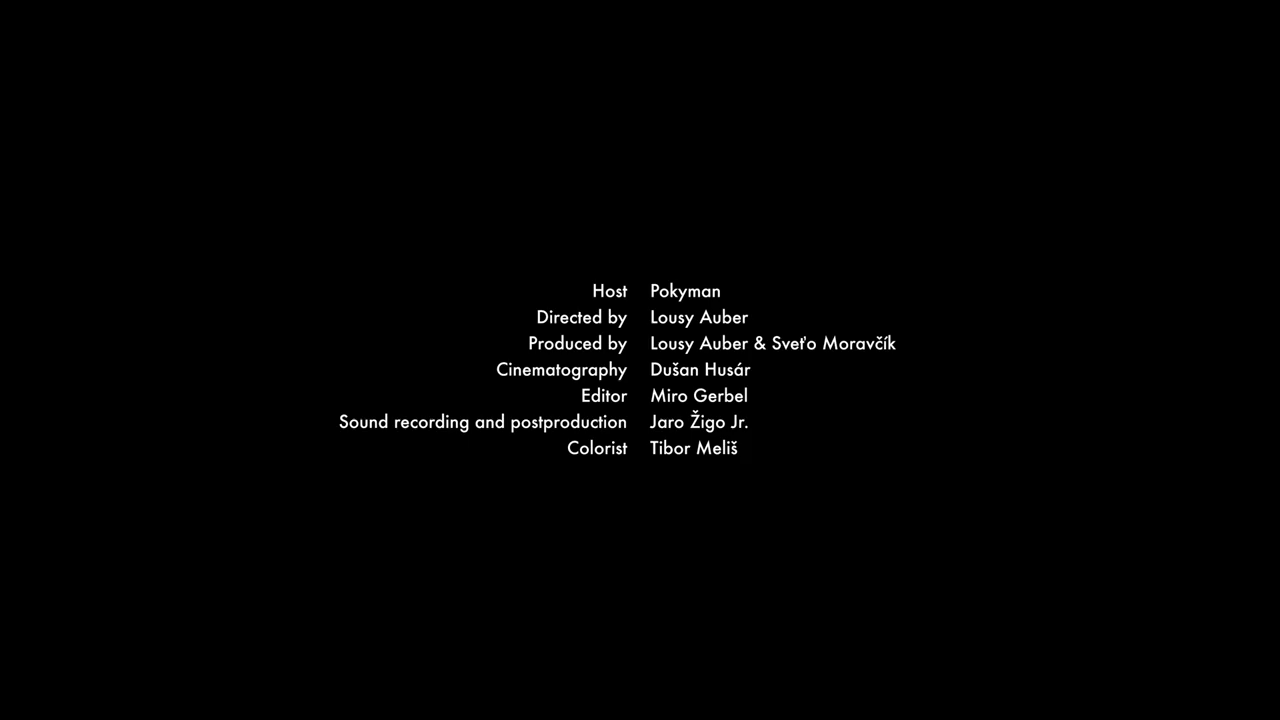 Host Pokyman
Directed by Lousy Auber
Produced by Lousy Auber & Sveťo Moravčík
Cinematography Dušan Husár
Editor Miro Gerbel
Sound recording and postproduction Jaro Žigo Jr.
Colorist Tibor Meliš